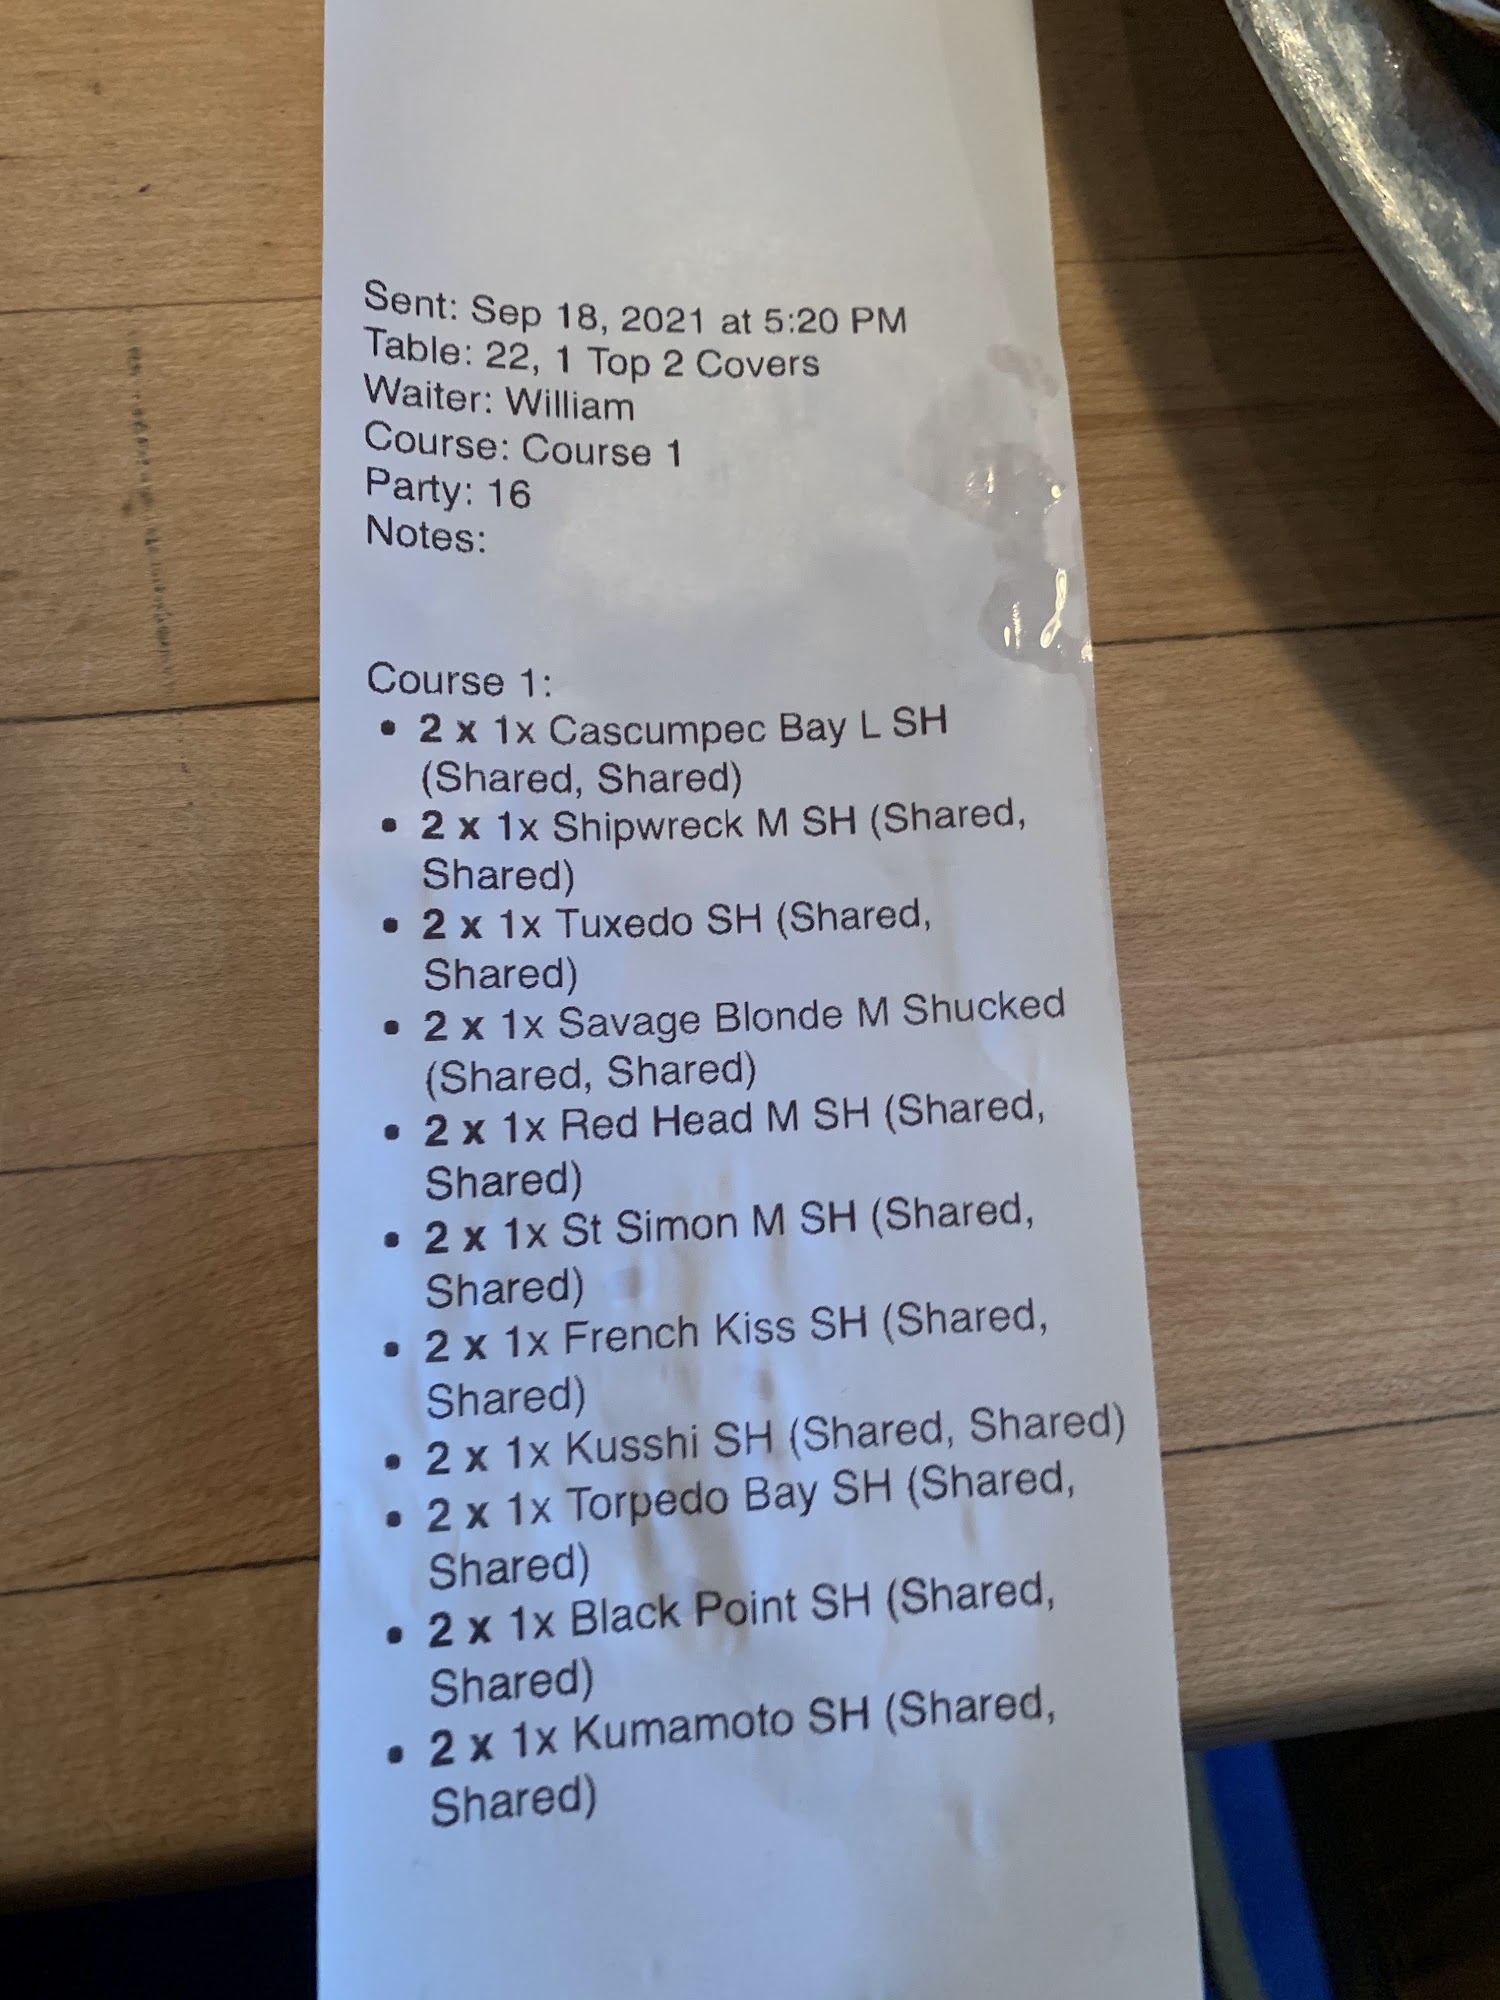 Sent: Sep 18, 2021 at 5:20 PM
Table: 22, 1 Top 2 Covers
Waiter: William
Course: Course 1
Party: 16
Notes:
Course 1:
• 2 x 1x Cascumpec Bay L SH
(Shared, Shared)
• 2 x 1x Shipwreck M SH (Shared,
Shared)
• 2 x 1x Tuxedo SH (Shared,
Shared)
• 2 x 1x Savage Blonde M Shucked
(Shared, Shared)
• 2 x 1x Red Head M SH (Shared,
Shared)
• 2 x 1x St Simon M SH (Shared,
Shared)
• 2 x 1x French Kiss SH (Shared,
Shared)
• 2 x 1x Kusshi SH (Shared, Shared)
• 2 x 1x Torpedo Bay SH (Shared,
Shared)
• 2 x 1x Black Point SH (Shared,
Shared)
• 2 x 1x Kumamoto SH (Shared,
Shared)